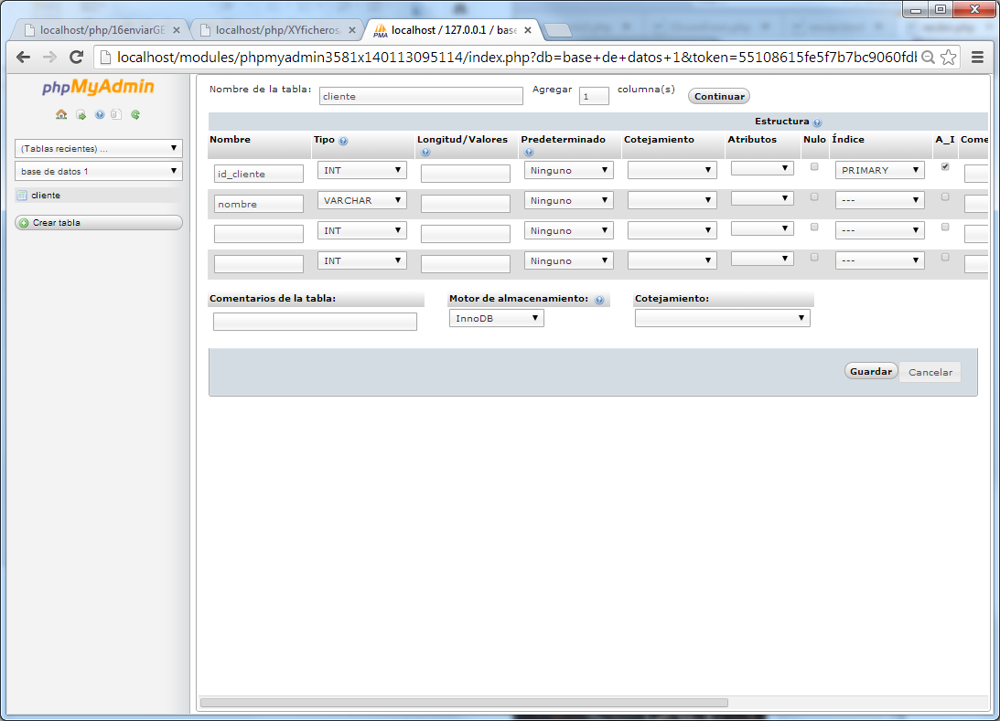 localhost/php/16enviarGE
localhost/php/XYficheros
localhost / 127.0.0.1 / base
localhost/modules/phpmyadmin3581x140113095114/index.php?db=base+de+datos+1&token=55108615fe5f7b7bc9060fdb
phpMyAdmin
(Tablas recientes) ...
base de datos 1
cliente
Crear tabla
Nombre de la tabla: cliente Agregar 1 columna(s) Continuar
Estructura
Nombre Tipo Longitud/Valores Predeterminado Cotejamiento Atributos Nulo Índice A_I Come
id_cliente INT Ninguno PRIMARY
nombre VARCHAR Ninguno ---
INT Ninguno ---
INT Ninguno ---
Comentarios de la tabla: Motor de almacenamiento: Cotejamiento:
InnoDB
Guardar Cancelar